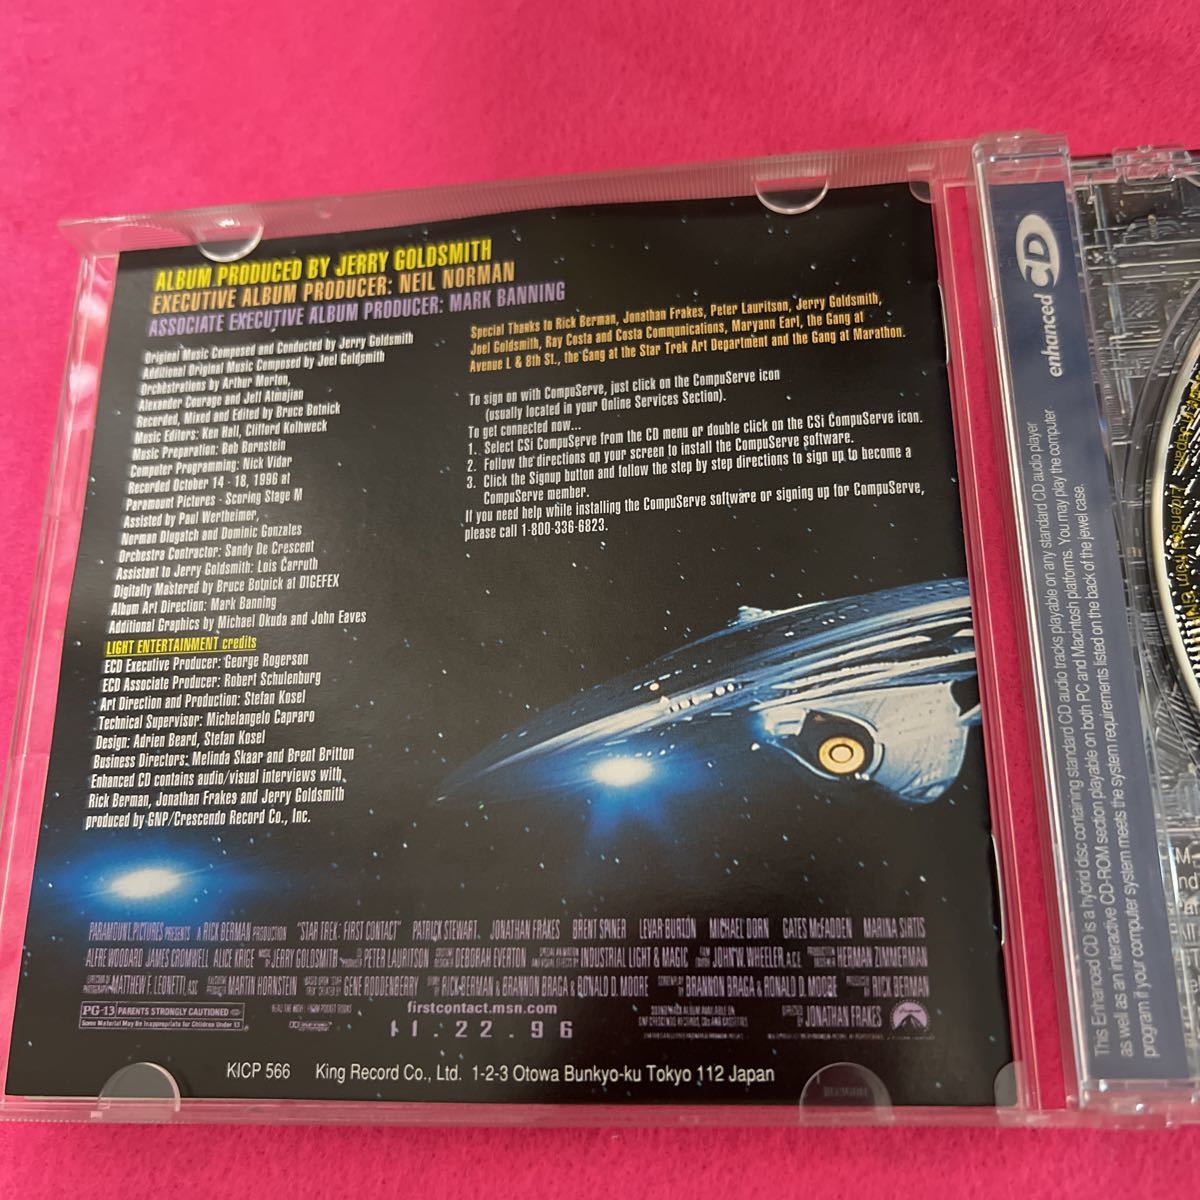 ALBUM PRODUCED BY JERRY GOLDSMITH
EXECUTIVE ALBUM PRODUCER: NEIL NORMAN
ASSOCIATE EXECUTIVE ALBUM PRODUCER: MARK BANNING
Original Music Composed and Conducted by Jerry Goldsmith
Additional Original Music Composed by Joel Goldsmith
Orchestrations by Arthur Morton,
Alexander Courage and Jeff Atmajian
Recorded, Mixed and Edited by Bruce Botnick
Music Editors: Ken Hall, Clifford Kohlweck
Music Preparation: Bob Bornstein
Computer Programming: Nick Vidar
Recorded October 14 - 18, 1996 at
Paramount Pictures - Scoring Stage M
Assisted by Paul Wertheimer,
Norman Dlugatch and Dominic Gonzales
Orchestra Contractor: Sandy De Crescent
Assistant to Jerry Goldsmith: Lois Carruth
Digitally Mastered by Bruce Botnick at DIGEFEX
Album Art Direction: Mark Banning
Additional Graphics by Michael Okuda and John Eaves
LIGHT ENTERTAINMENT credits
ECD Executive Producer: George Rogerson
ECD Associate Producer: Robert Schulenburg
Art Direction and Production: Stefan Kosel
Technical Supervisor: Michelangelo Capraro
Design: Adrien Beard, Stefan Kosel
Business Directors: Melinda Skaar and Brent Britton
Enhanced CD contains audio/visual interviews with
Rick Berman, Jonathan Frakes and Jerry Goldsmith
produced by GNP/Crescendo Record Co., Inc.
Special Thanks to Rick Berman, Jonathan Frakes, Peter Lauritson, Jerry Goldsmith,
Joel Goldsmith, Ray Costa and Costa Communications, Maryann Earl, the Gang at
Avenue L & 8th St., the Gang at the Star Trek Art Department and the Gang at Marathon.
To sign on with CompuServe, just click on the CompuServe icon
(usually located in your Online Services Section).
To get connected now...
1. Select CSi CompuServe from the CD menu or double click on the CSi CompuServe icon.
2. Follow the directions on your screen to install the CompuServe software.
3. Click the Signup button and follow the step by step directions to sign up to become a
CompuServe member.
If you need help while installing the CompuServe software or signing up for CompuServe,
please call 1-800-336-6823.
PARAMOUNT PICTURES PRESENTS A RICK BERMAN PRODUCTION "STAR TREK: FIRST CONTACT" PATRICK STEWART JONATHAN FRAKES BRENT SPINER LEVAR BURTON MICHAEL DORN GATES McFADDEN MARINA SIRTIS
ALFRE WOODARD JAMES CROMWELL ALICE KRIGE MUSIC BY JERRY GOLDSMITH PETER LAURITSON DEBORAH EVERTON INDUSTRIAL LIGHT & MAGIC JOHN W. WHEELER A.C.E. HERMAN ZIMMERMAN
DIRECTOR OF PHOTOGRAPHY MATTHEW F. LEONETTI, ASC MARTIN HORNSTEIN GENE RODDENBERRY RICK BERMAN & BRANNON BRAGA & RONALD D. MOORE BRANNON BRAGA & RONALD D. MOORE RICK BERMAN
PG-13 PARENTS STRONGLY CAUTIONED
Some Material May Be Inappropriate for Children Under 13
firstcontact.msn.com
11.22.96
DIRECTED BY JONATHAN FRAKES
KICP 566 King Record Co., Ltd. 1-2-3 Otowa Bunkyo-ku Tokyo 112 Japan
enhanced CD
This Enhanced CD is a hybrid disc containing standard CD audio tracks playable on any standard CD audio player
as well as an interactive CD-ROM section playable on both PC and Macintosh platforms. You may play the computer
program if your computer system meets the system requirements listed on the back of the jewel case.